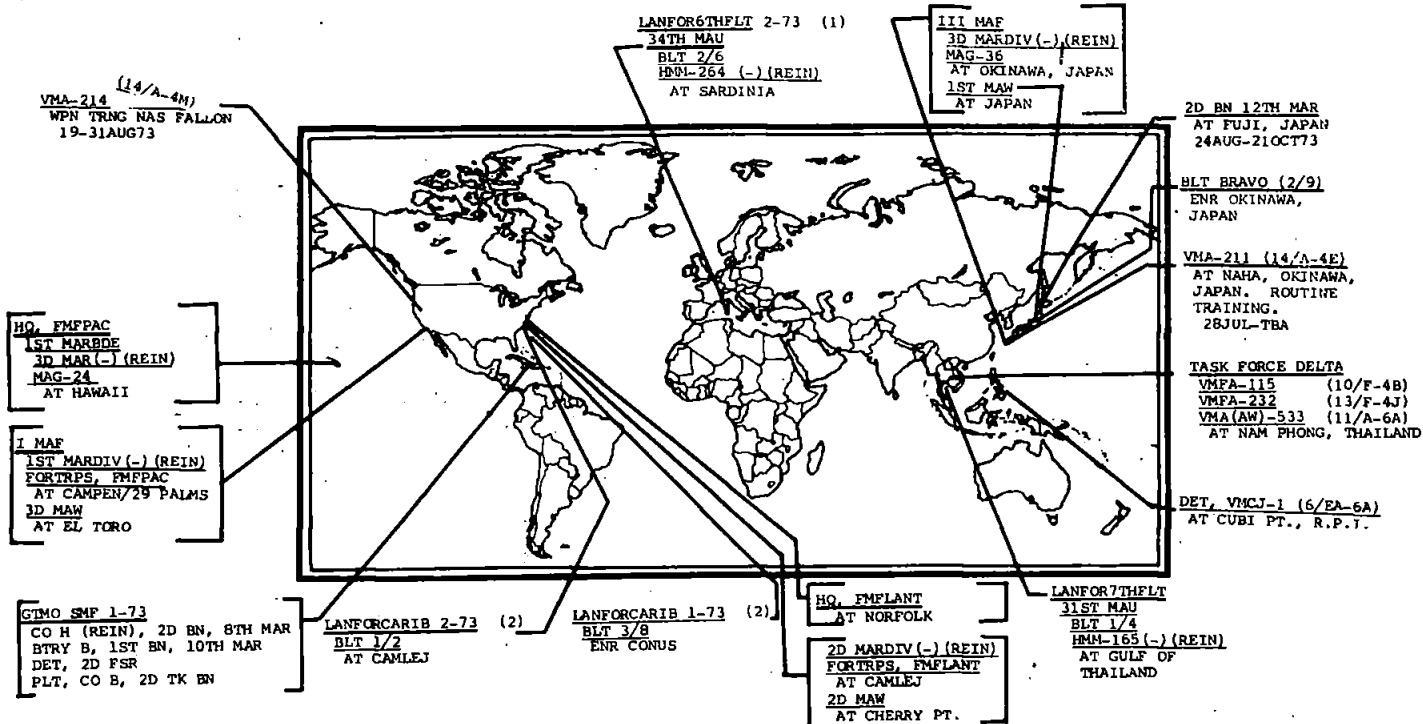 LANFOR6THFLT 2-73 (1)
34TH MAU
BLT 2/6
HMM-264 (-)(REIN)
AT SARDINIA
III MAF
3D MARDIV(-)(REIN)
MAG-36
AT OKINAWA, JAPAN
1ST MAW
AT JAPAN
(14/A-4M)
VMA-214
WPN TRNG NAS FALLON
19-31AUG73
2D BN 12TH MAR
AT FUJI, JAPAN
24AUG-21OCT73
BLT BRAVO (2/9)
ENR OKINAWA,
JAPAN
VMA-211 (14/A-4E)
AT NAHA, OKINAWA,
JAPAN. ROUTINE
TRAINING.
28JUL-TBA
HQ, FMFPAC
1ST MARBDE
3D MAR(-)(REIN)
MAG-24
AT HAWAII
TASK FORCE DELTA
VMFA-115 (10/F-4B)
VMFA-232 (13/F-4J)
VMA(AW)-533 (11/A-6A)
AT NAM PHONG, THAILAND
I MAF
1ST MARDIV(-)(REIN)
FORTRPS, FMFPAC
AT CAMPEN/29 PALMS
3D MAW
AT EL TORO
DET, VMCJ-1 (6/EA-6A)
AT CUBI PT., R.P.I.
GTMO SMF 1-73
CO H (REIN), 2D BN, 8TH MAR
BTRY B, 1ST BN, 10TH MAR
DET, 2D FSR
PLT, CO B, 2D TK BN
LANFORCARIB 2-73 (2)
BLT 1/2
AT CAMLEJ
LANFORCARIB 1-73 (2)
BLT 3/8
ENR CONUS
HQ, FMFLANT
AT NORFOLK
2D MARDIV(-)(REIN)
FORTRPS, FMFLANT
AT CAMLEJ
2D MAW
AT CHERRY PT.
LANFOR7THFLT
31ST MAU
BLT 1/4
HMM-165(-)(REIN)
AT GULF OF
THAILAND